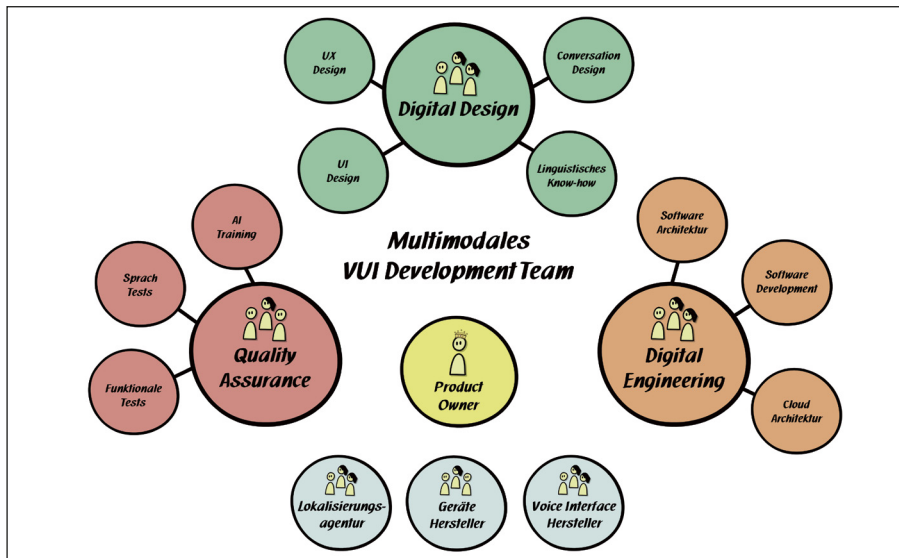 UX
Design
Conversation
Design
Digital Design
UI
Design
Linguistisches
Know-how
Multimodales
VUI Development Team
AI
Training
Sprach
Tests
Funktionale
Tests
Quality
Assurance
Software
Architektur
Software
Development
Cloud
Architektur
Digital
Engineering
Product
Owner
Lokalisierungs-
agentur
Geräte
Hersteller
Voice Interface
Hersteller